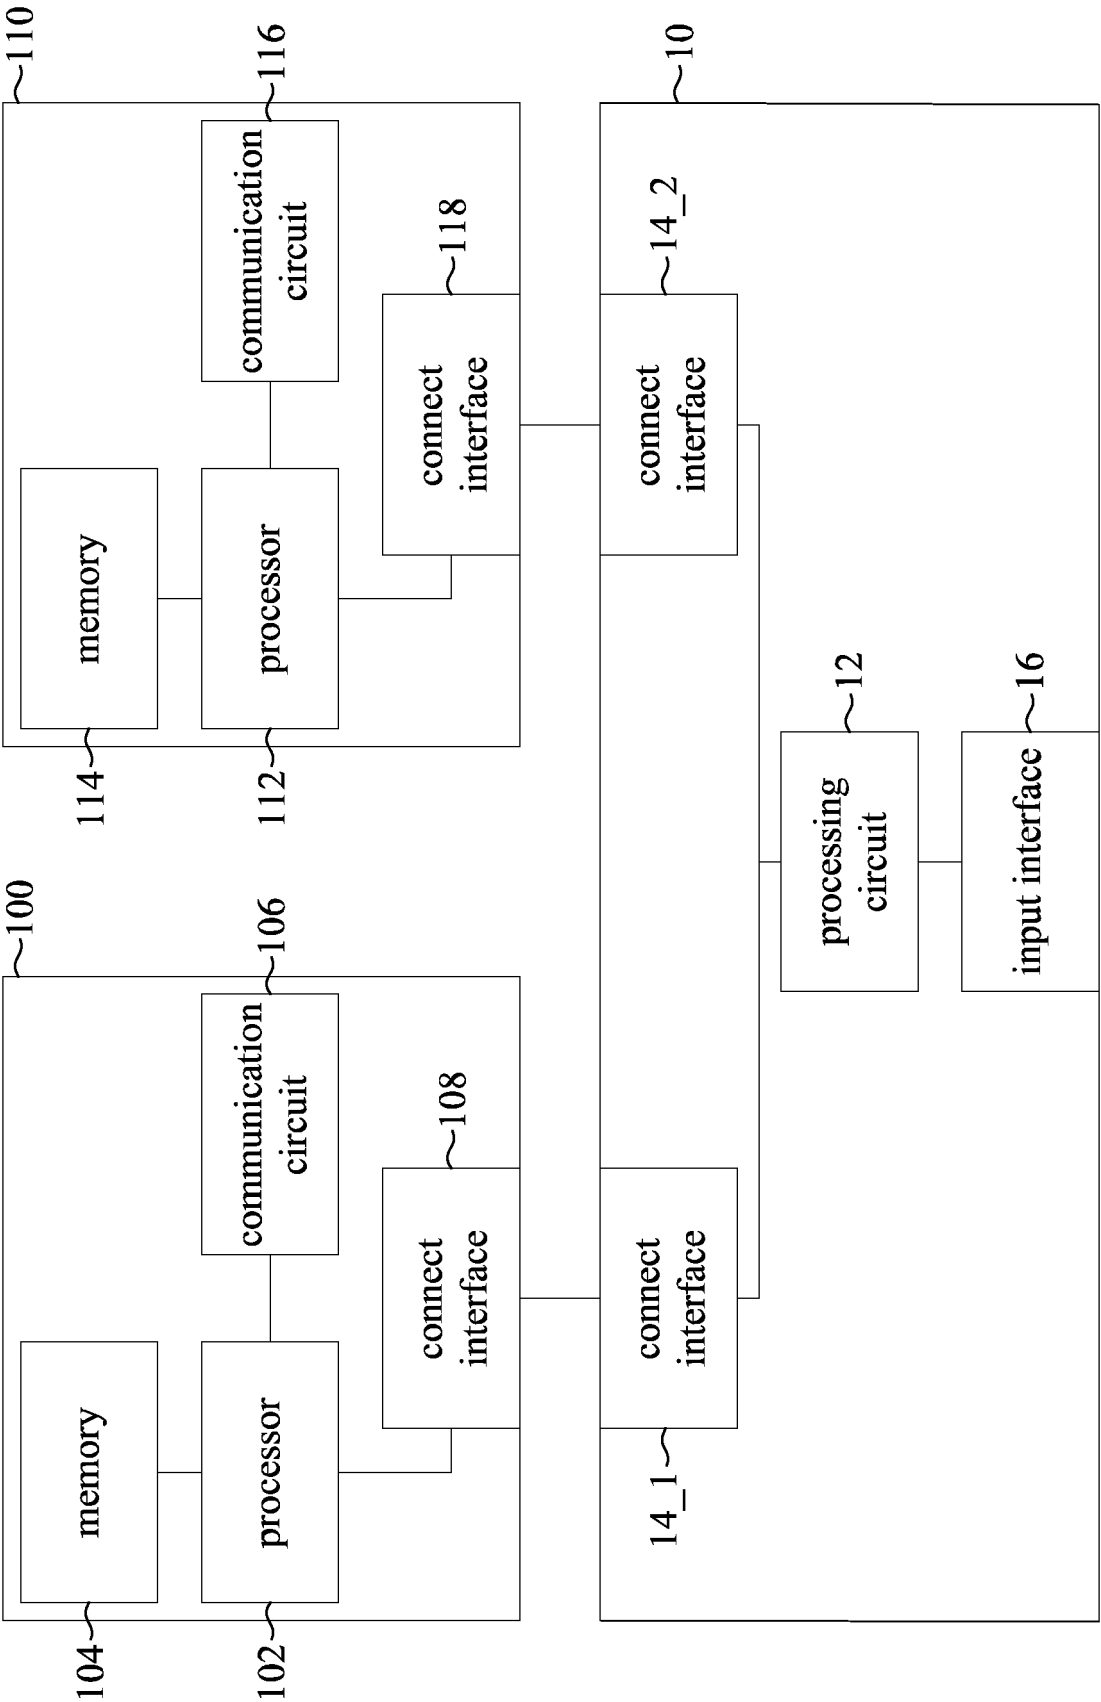 100
110
104
memory
114
memory
102
processor
communication
circuit
106
112
processor
communication
circuit
116
connect
interface
108
connect
interface
118
14_1
connect
interface
connect
interface
14_2
10
processing
circuit
12
input interface
16